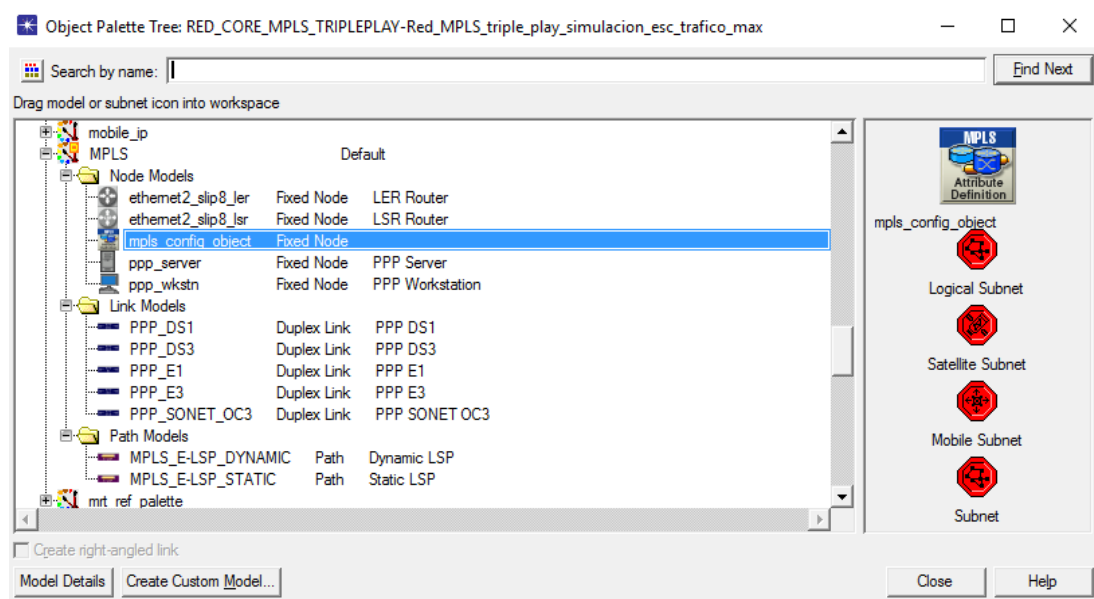 Object Palette Tree: RED_CORE_MPLS_TRIPLEPLAY-Red_MPLS_triple_play_simulacion_esc_trafico_max
Search by name:
Find Next
Drag model or subnet icon into workspace
mobile_ip
MPLS Default
Node Models
ethernet2_slip8_ler Fixed Node LER Router
ethernet2_slip8_lsr Fixed Node LSR Router
mpls_config_object Fixed Node
ppp_server Fixed Node PPP Server
ppp_wkstn Fixed Node PPP Workstation
Link Models
PPP_DS1 Duplex Link PPP DS1
PPP_DS3 Duplex Link PPP DS3
PPP_E1 Duplex Link PPP E1
PPP_E3 Duplex Link PPP E3
PPP_SONET_OC3 Duplex Link PPP SONET OC3
Path Models
MPLS_E-LSP_DYNAMIC Path Dynamic LSP
MPLS_E-LSP_STATIC Path Static LSP
mrt_ref_palette
MPLS
Attribute
Definition
mpls_config_object
Logical Subnet
Satellite Subnet
Mobile Subnet
Subnet
Create right-angled link
Model Details
Create Custom Model...
Close
Help